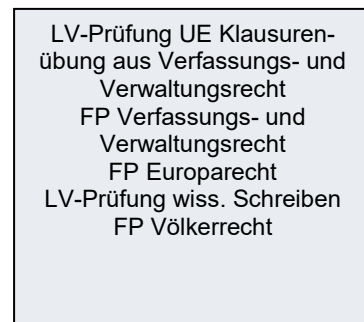 LV-Prüfung UE Klausuren-
übung aus Verfassungs- und
Verwaltungsrecht
FP Verfassungs- und
Verwaltungsrecht
FP Europarecht
LV-Prüfung wiss. Schreiben
FP Völkerrecht